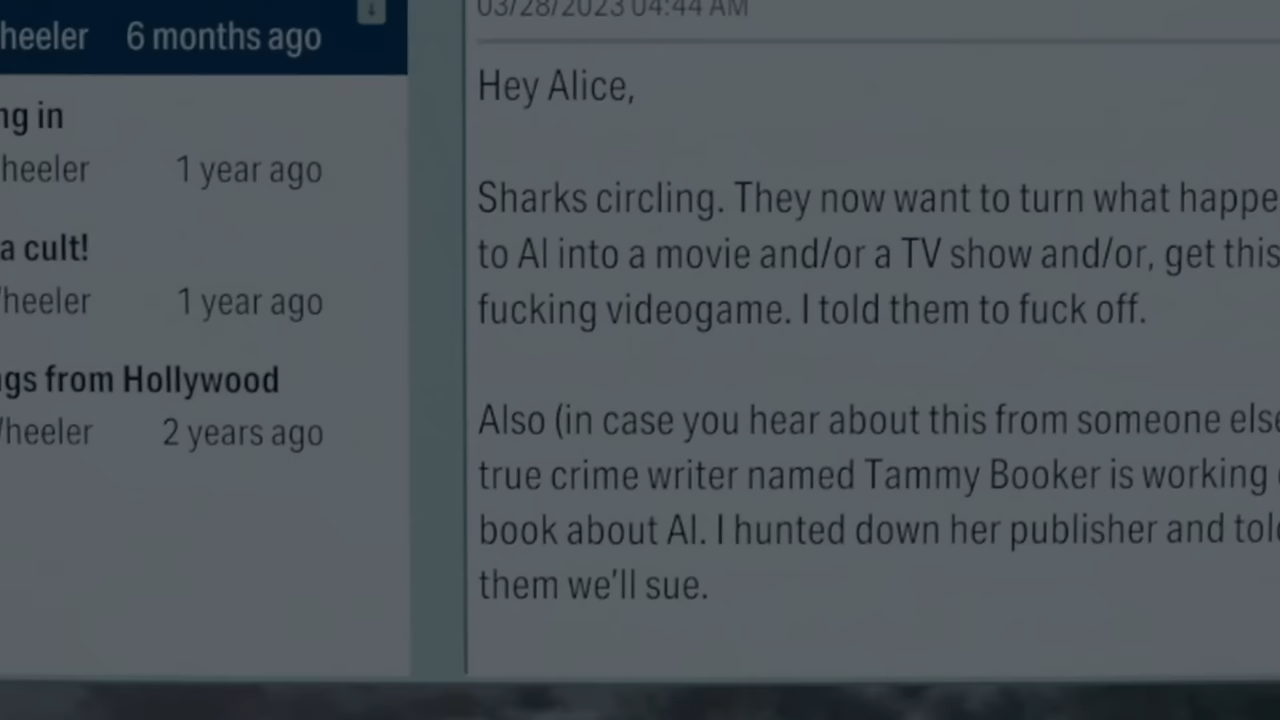 heeler 6 months ago
ng in
heeler 1 year ago
a cult!
heeler 1 year ago
gs from Hollywood
heeler 2 years ago
03/28/2023 04:44 AM
Hey Alice,
Sharks circling. They now want to turn what happe
to Al into a movie and/or a TV show and/or, get this
fucking videogame. I told them to fuck off.
Also (in case you hear about this from someone else
true crime writer named Tammy Booker is working
book about Al. I hunted down her publisher and tol
them we'll sue.